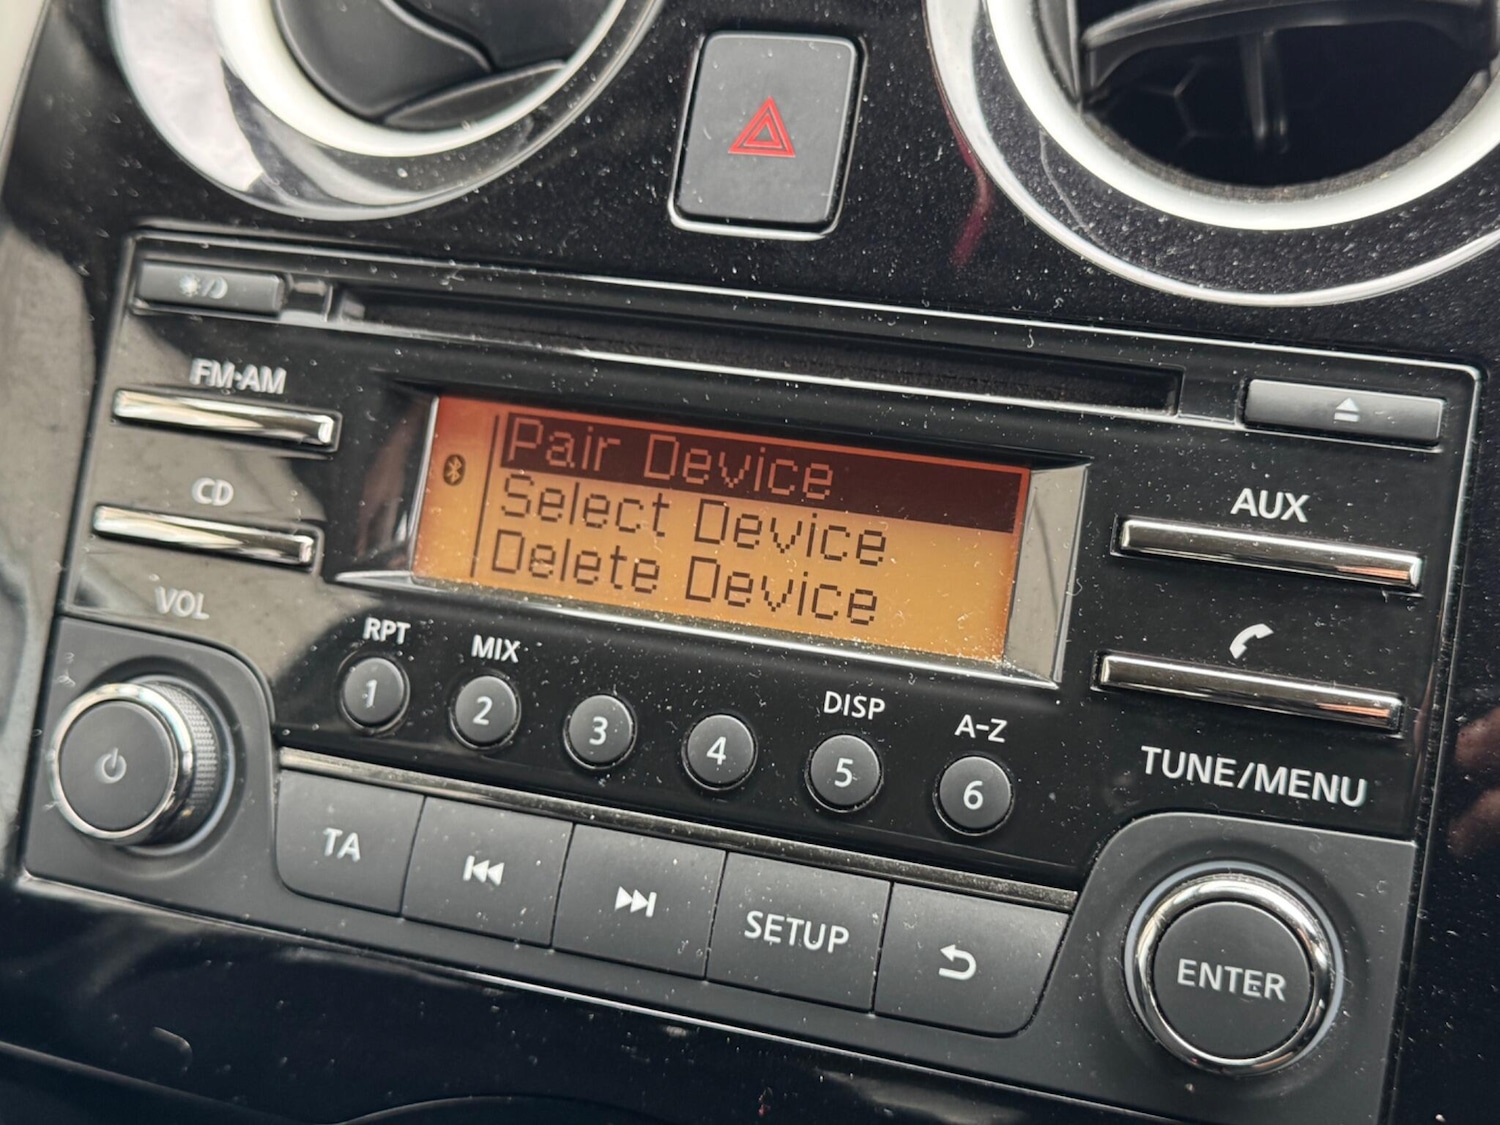 FM·AM
CD
VOL
Pair Device
Select Device
Delete Device
AUX
RPT
MIX
DISP
A-Z
1
2
3
4
5
6
TUNE/MENU
TA
SETUP
ENTER